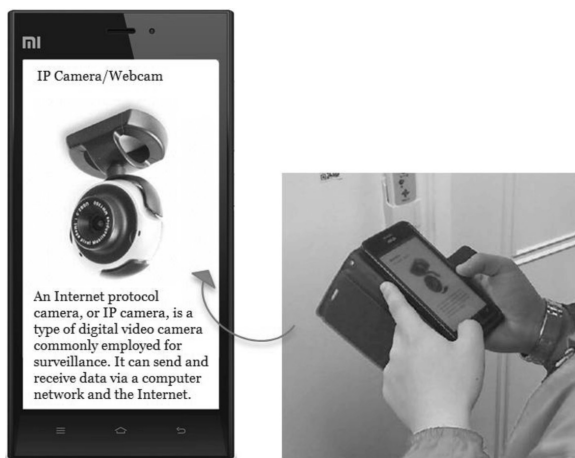 mi
IP Camera/Webcam
An Internet protocol
camera, or IP camera, is a
type of digital video camera
commonly employed for
surveillance. It can send and
receive data via a computer
network and the Internet.